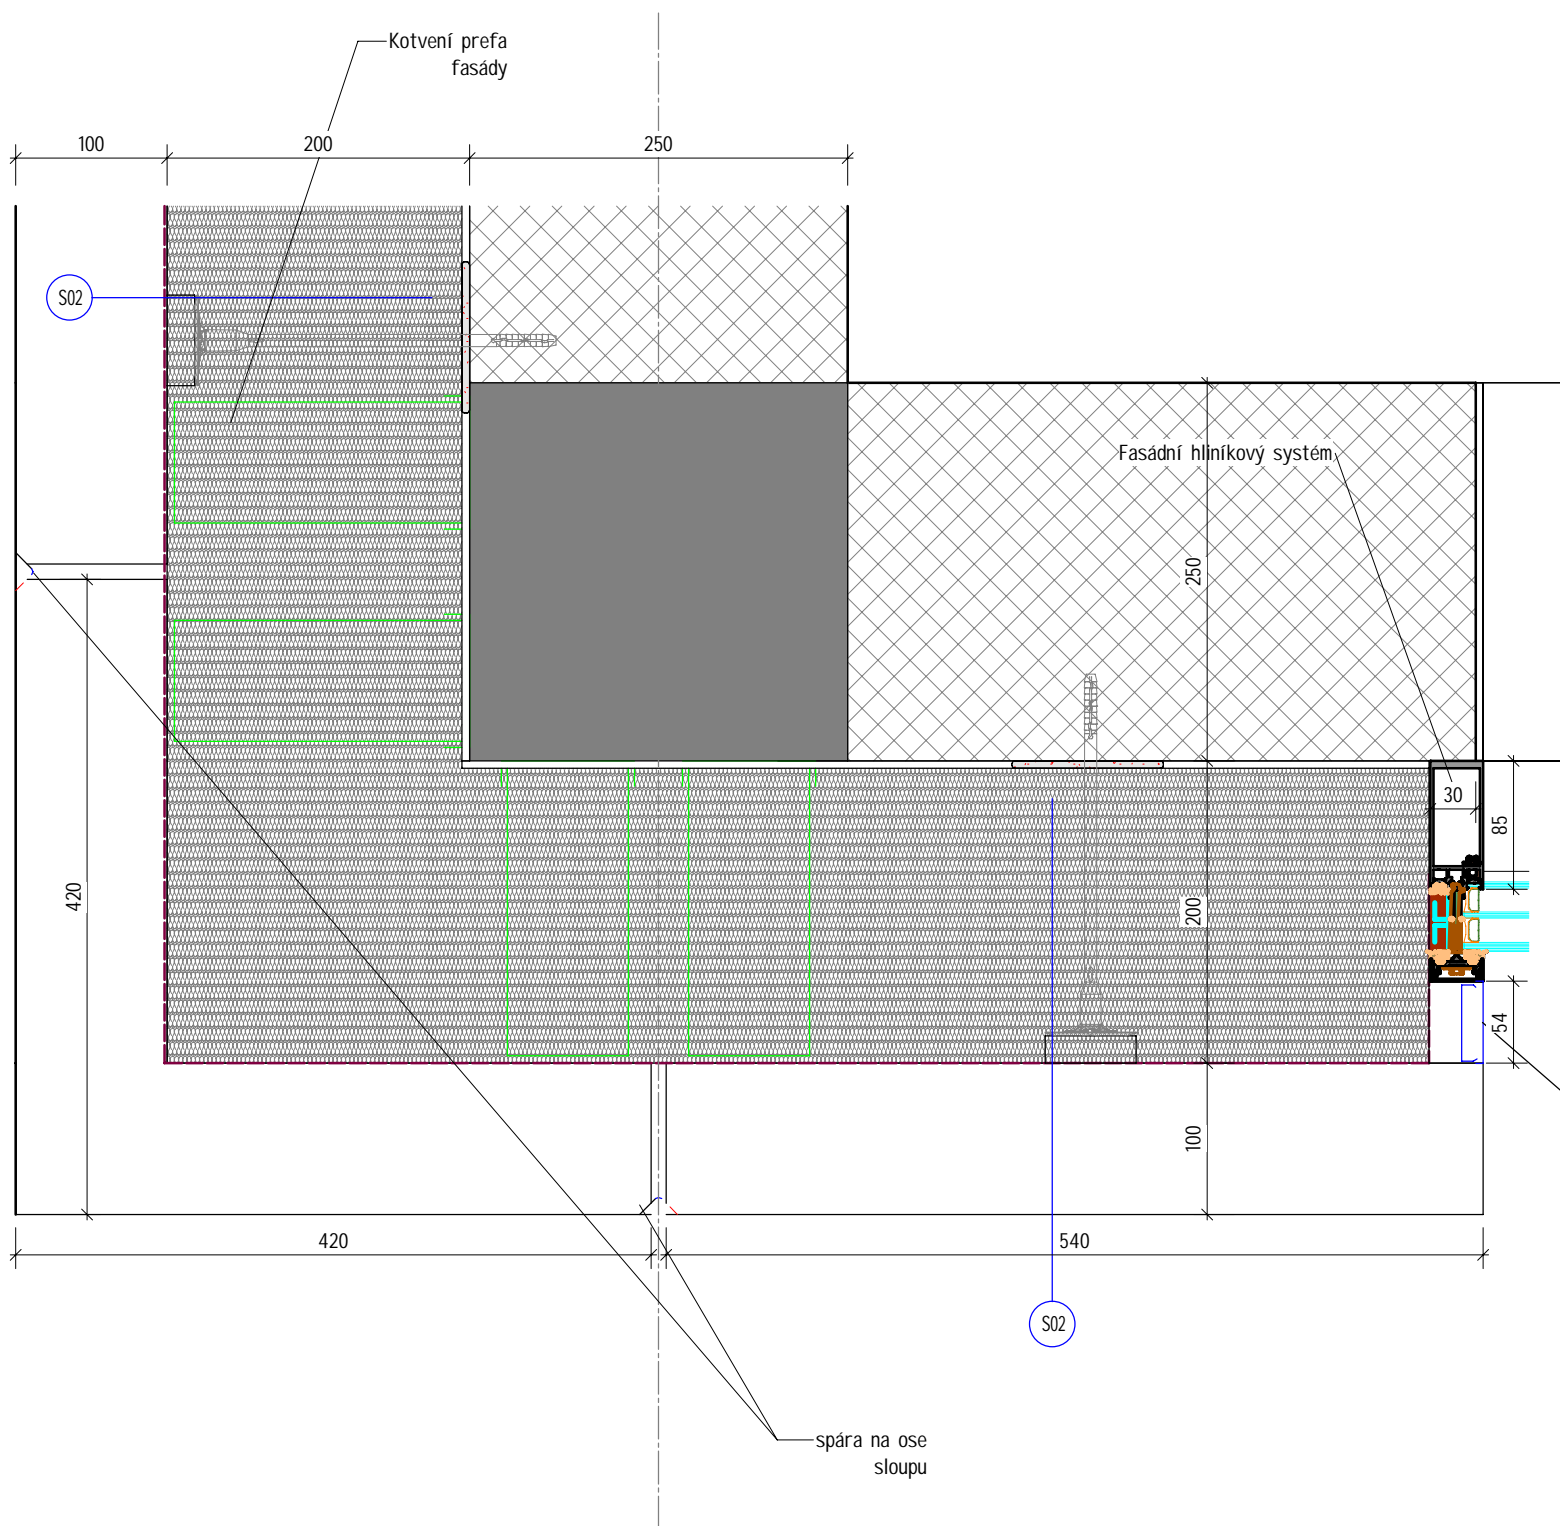 Kotvení prefa
fasády
100
200
250
S02
Fasádní hliníkový systém
250
30
85
420
200
54
100
420
540
S02
spára na ose
sloupu